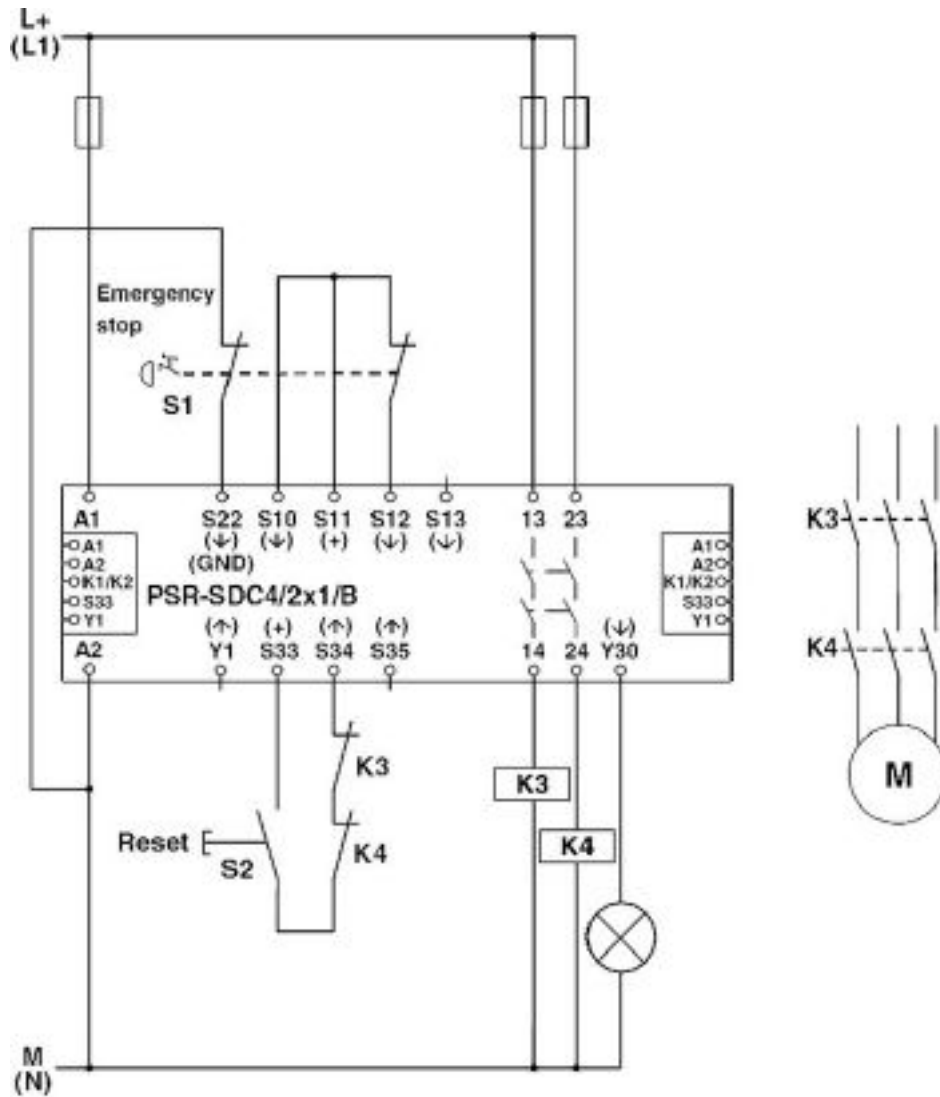 L+
(L1)
Emergency
stop
S1
A1 S22 S10 S11 S12 S13 13 23
(↓) (↓) (+) (↓) (↓)
(GND)
A1
A2
K1/K2
S33
Y1
PSR-SDC4/2x1/B
A1
A2
K1/K2
S33
Y1
(↑) (+) (↑) (↑) (↓)
A2 Y1 S33 S34 S35 14 24 Y30
K3
K4
M
K3
K4
Reset
S2
K3
K4
M
(N)